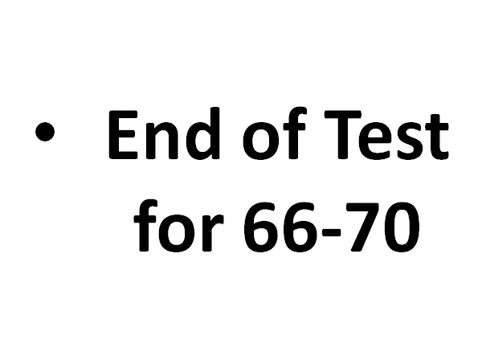 • End of Test
for 66-70